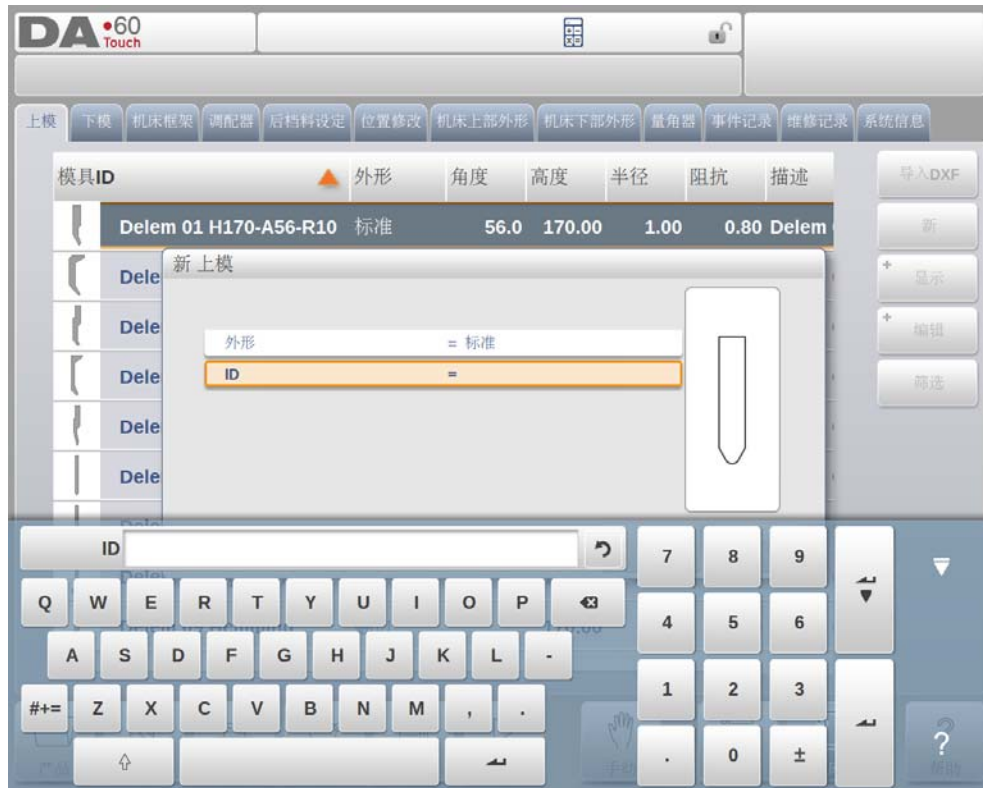 DA•60
Touch
上模 下模 机床框架 调配器 后档料设定 位置修改 机床上部外形 机床下部外形 量角器 事件记录 维修记录 系统信息
模具ID 外形 角度 高度 半径 阻抗 描述
导入DXF
Delem 01 H170-A56-R10 标准 56.0 170.00 1.00 0.80 Delem
新
新 上模
Dele
+ 显示
Dele
+ 编辑
外形 = 标准
ID =
Dele
筛选
Dele
Dele
ID
7 8 9
Q W E R T Y U I O P
4 5 6
A S D F G H J K L -
1 2 3
#+= Z X C V B N M , .
. 0 ±
?
手动
帮助